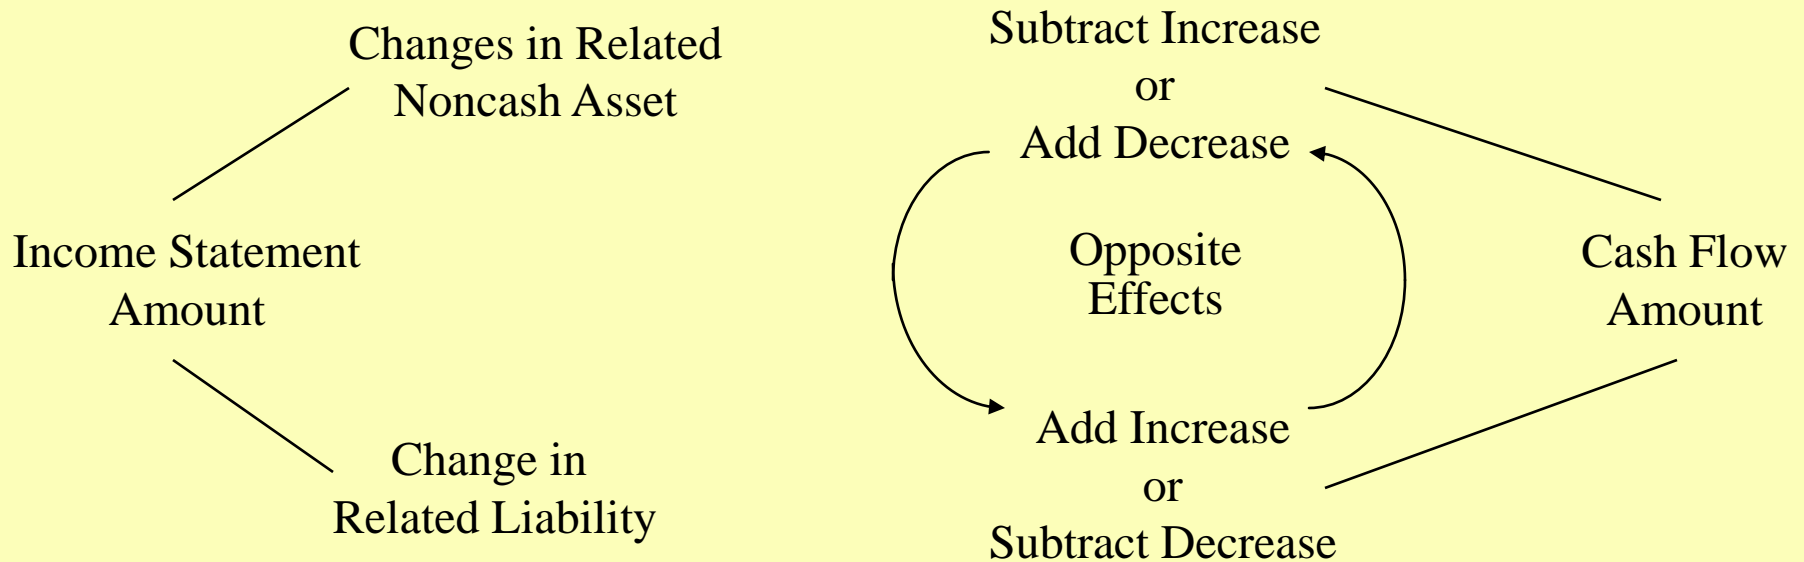 Changes in Related
Noncash Asset
Subtract Increase
or
Add Decrease
Income Statement
Amount
Opposite
Effects
Cash Flow
Amount
Change in
Related Liability
Add Increase
or
Subtract Decrease